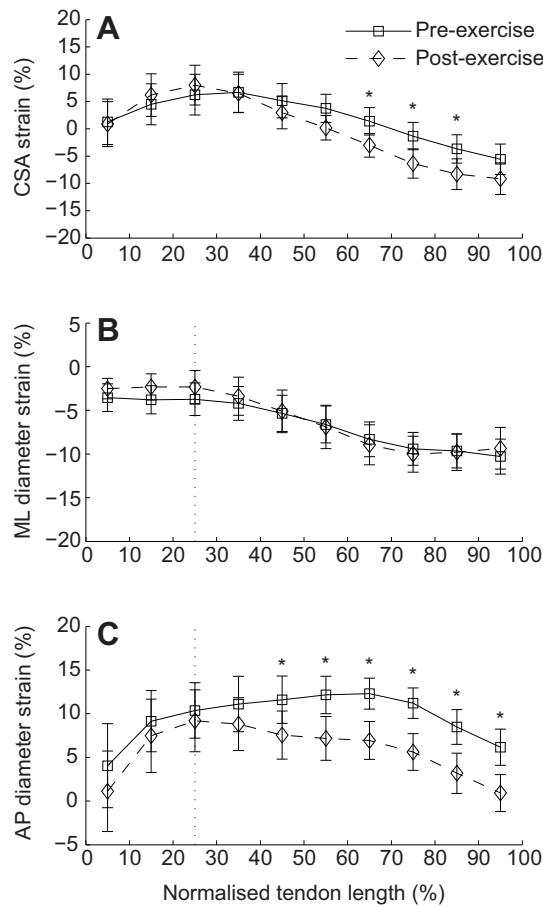 A
Pre-exercise
Post-exercise
CSA strain (%)
20
15
10
5
0
−5
−10
−15
−20
* * *
0 10 20 30 40 50 60 70 80 90 100
B
ML diameter strain (%)
5
0
−5
−10
−15
−20
0 10 20 30 40 50 60 70 80 90 100
C
AP diameter strain (%)
20
15
10
5
0
−5
* * * * * *
0 10 20 30 40 50 60 70 80 90 100
Normalised tendon length (%)